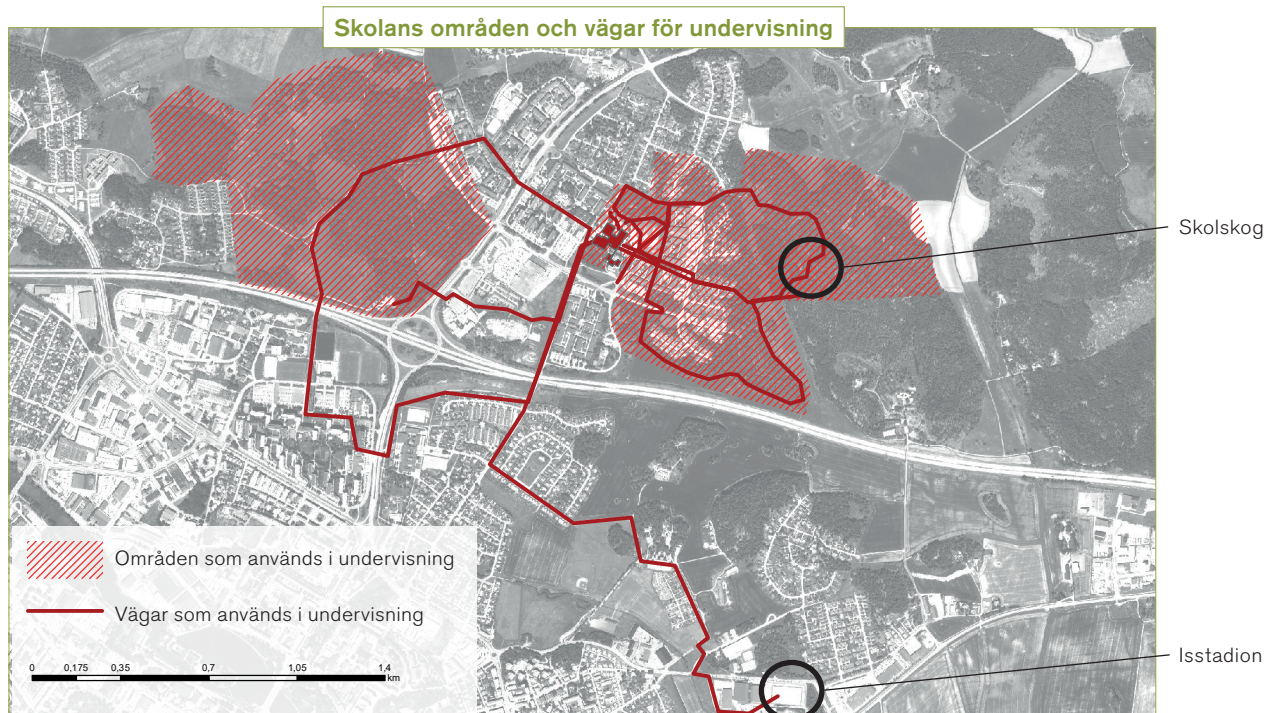 Skolans områden och vägar för undervisning
Skolskog
Områden som används i undervisning
Vägar som används i undervisning
0 0,175 0,35 0,7 1,05 1,4
km
Isstadion